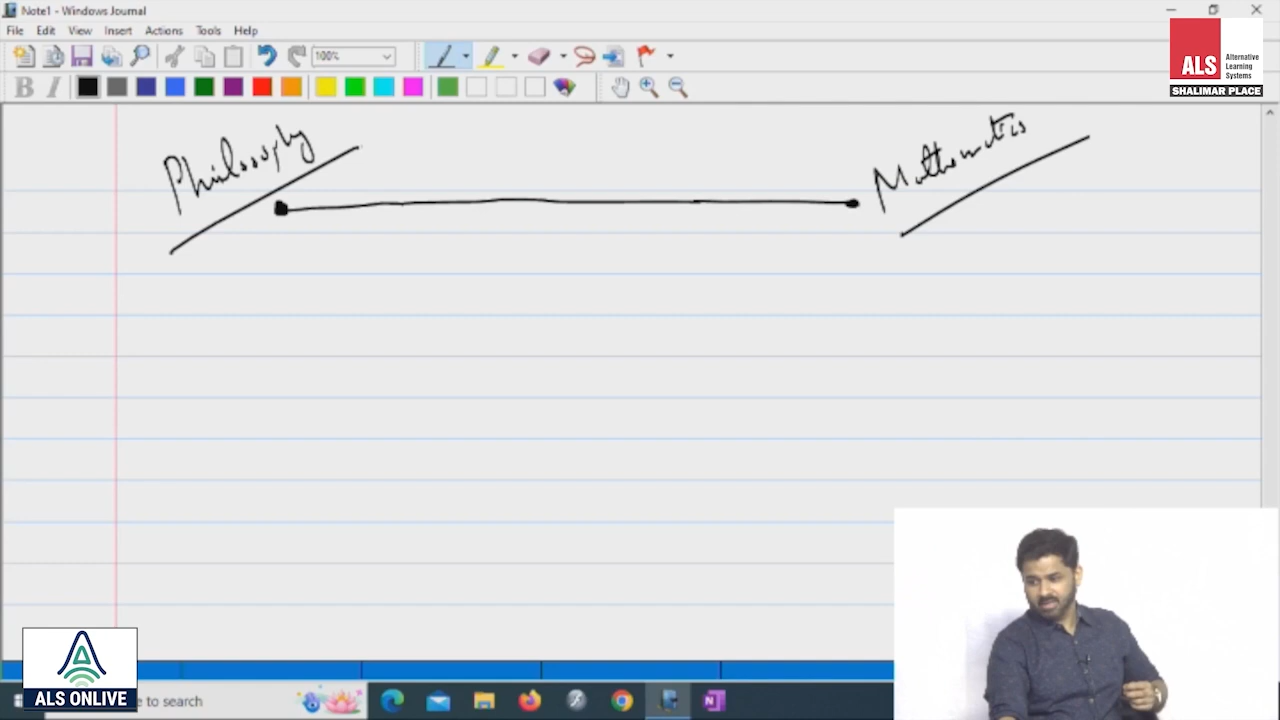 Note1 - Windows Journal
File Edit View Insert Actions Tools Help
100%
B I
ALS Alternative Learning Systems
SHALIMAR PLACE
Philosophy
Mathematics
ALS ONLIVE
e to search